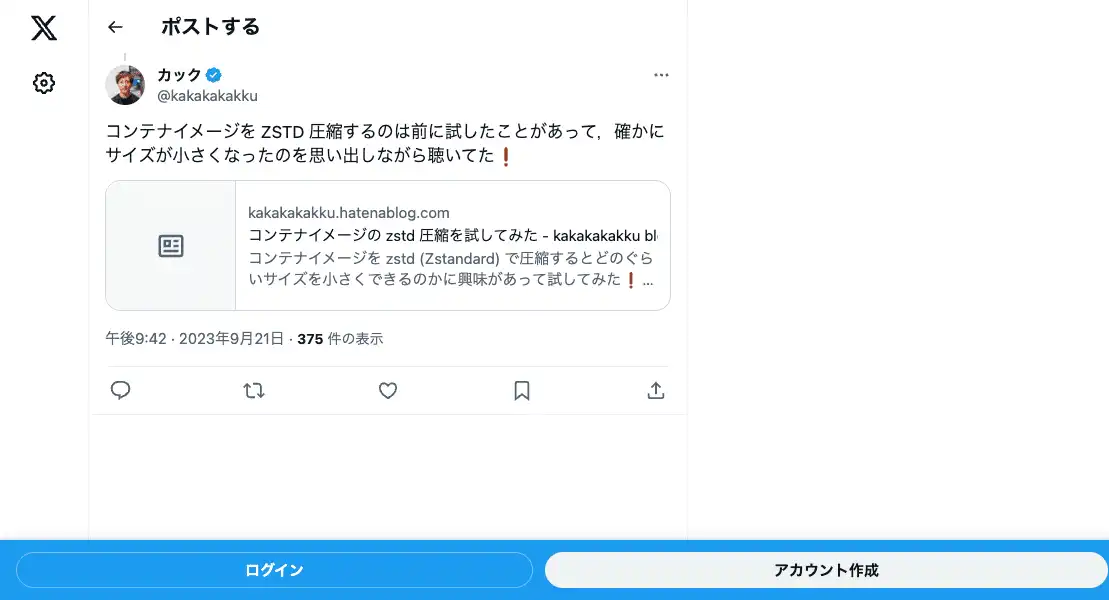 ポストする
カック
@kakakakakku
コンテナイメージを ZSTD 圧縮するのは前に試したことがあって，確かに
サイズが小さくなったのを思い出しながら聴いてた❗
kakakakakku.hatenablog.com
コンテナイメージの zstd 圧縮を試してみた - kakakakakku bl
コンテナイメージを zstd (Zstandard) で圧縮するとどのぐら
いサイズを小さくできるのかに興味があって試してみた❗...
午後9:42 · 2023年9月21日 · 375 件の表示
ログイン
アカウント作成